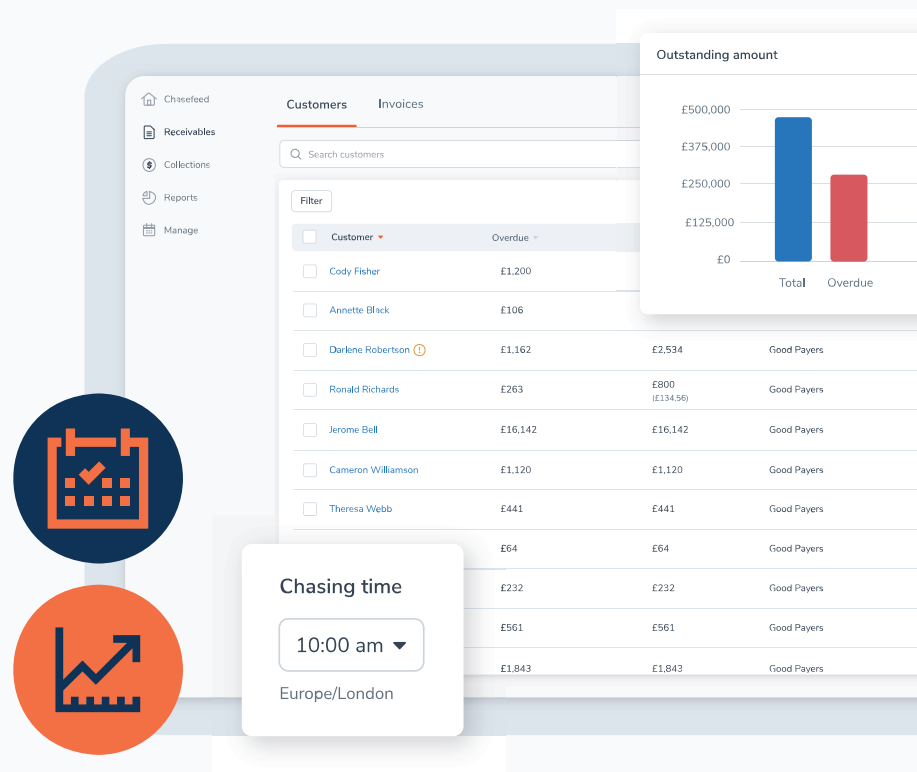 Outstanding amount
£500,000
£375,000
£250,000
£125,000
£0
Total Overdue
Chasefeed
Receivables
Collections
Reports
Manage
Customers Invoices
Search customers
Filter
Customer Overdue
Cody Fisher £1,200
Annette Black £106
Darlene Robertson £1,162 £2,534 Good Payers
Ronald Richards £263 £800 Good Payers
(£134,56)
Jerome Bell £16,142 £16,142 Good Payers
Cameron Williamson £1,120 £1,120 Good Payers
Theresa Webb £441 £441 Good Payers
£64 £64 Good Payers
£232 £232 Good Payers
£561 £561 Good Payers
£1,843 £1,843 Good Payers
Chasing time
10:00 am
Europe/London